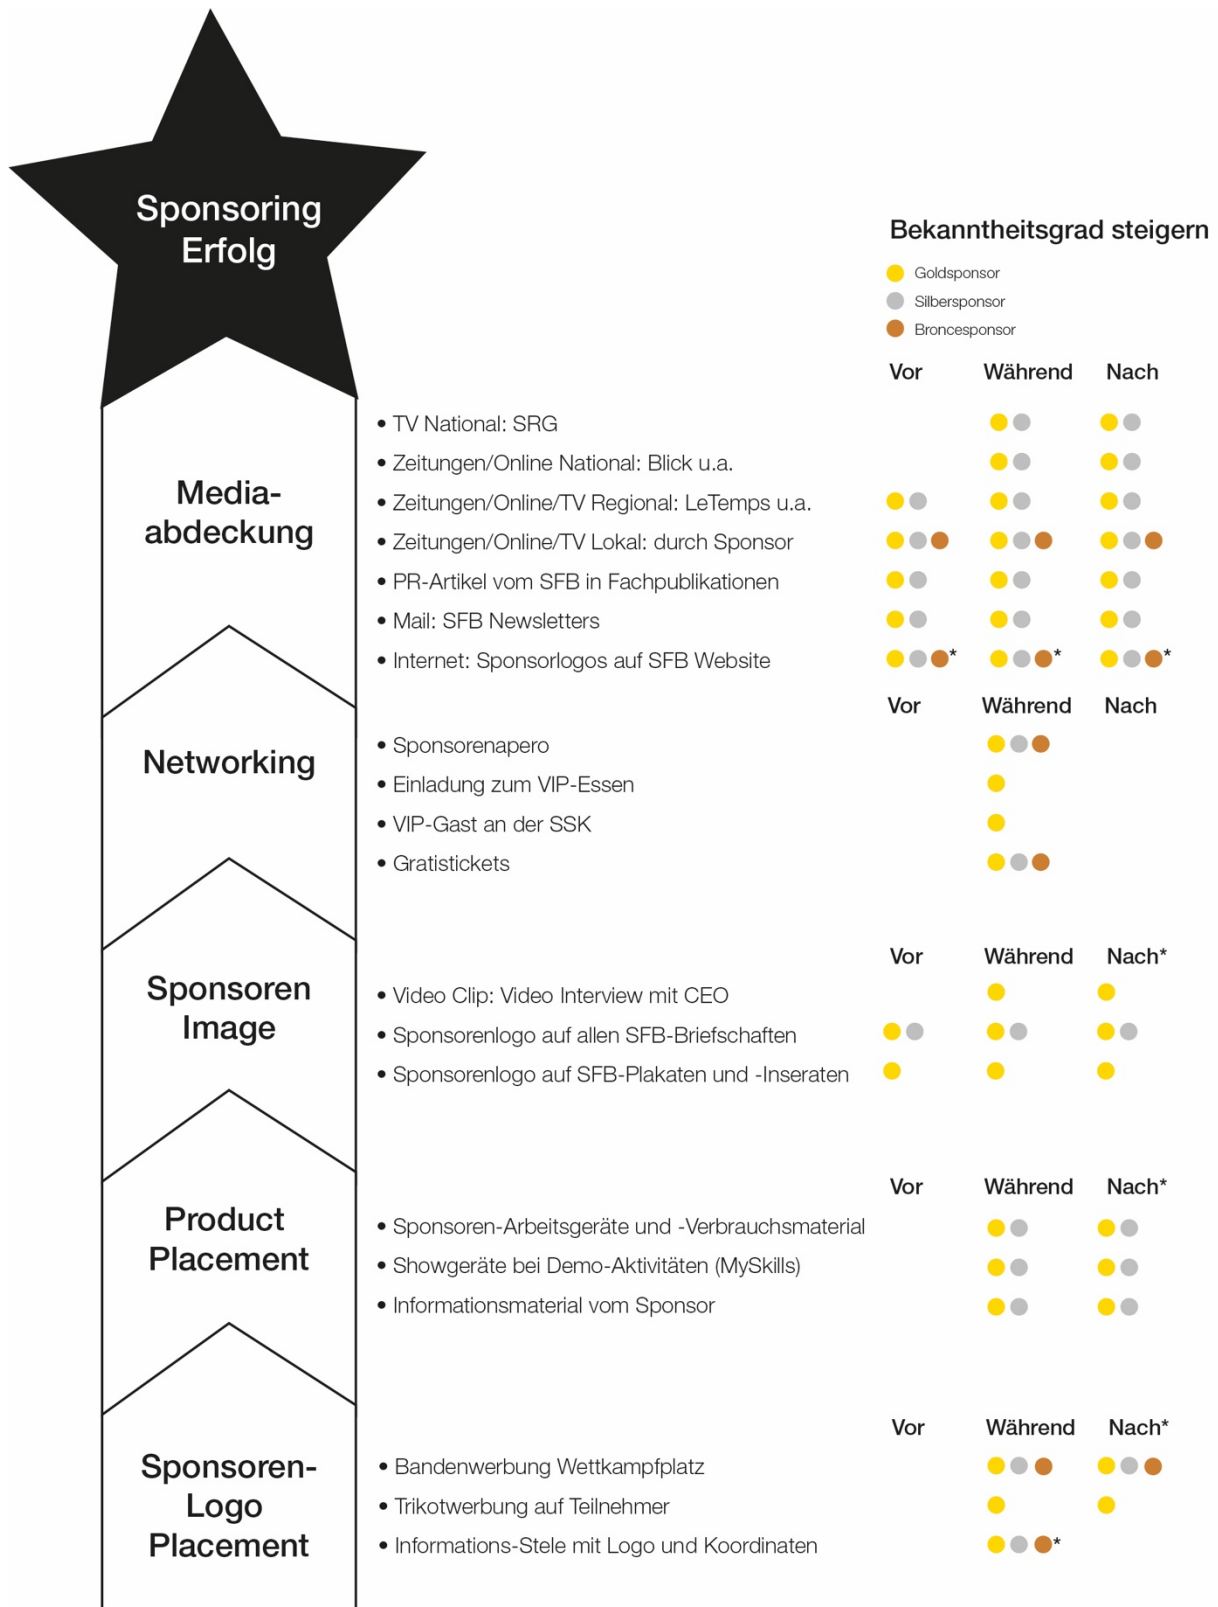 Sponsoring
Erfolg
Bekanntheitsgrad steigern
Goldsponsor
Silbersponsor
Broncesponsor
Vor Während Nach
Media-
abdeckung
• TV National: SRG
• Zeitungen/Online National: Blick u.a.
• Zeitungen/Online/TV Regional: LeTemps u.a.
• Zeitungen/Online/TV Lokal: durch Sponsor
• PR-Artikel vom SFB in Fachpublikationen
• Mail: SFB Newsletters
• Internet: Sponsorlogos auf SFB Website * * *
Vor Während Nach
Networking
• Sponsorenapero
• Einladung zum VIP-Essen
• VIP-Gast an der SSK
• Gratistickets
Vor Während Nach*
Sponsoren
Image
• Video Clip: Video Interview mit CEO
• Sponsorenlogo auf allen SFB-Briefschaften
• Sponsorenlogo auf SFB-Plakaten und -Inseraten
Vor Während Nach*
Product
Placement
• Sponsoren-Arbeitsgeräte und -Verbrauchsmaterial
• Showgeräte bei Demo-Aktivitäten (MySkills)
• Informationsmaterial vom Sponsor
Vor Während Nach*
Sponsoren-
Logo
Placement
• Bandenwerbung Wettkampfplatz
• Trikotwerbung auf Teilnehmer
• Informations-Stele mit Logo und Koordinaten *